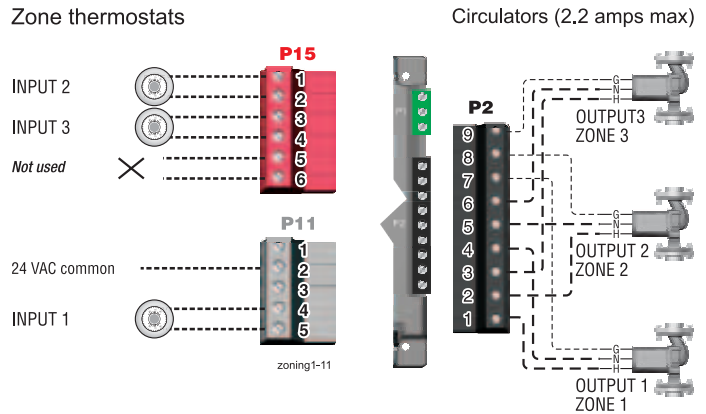 Zone thermostats
Circulators (2.2 amps max)
P15
INPUT 2
1
2
INPUT 3
3
4
Not used
5
6
P11
1
24 VAC common
2
3
INPUT 1
4
5
zoning1-11
P1
P2
P2
9
8
7
6
5
4
3
2
1
G
N
H
OUTPUT3
ZONE 3
G
N
H
OUTPUT 2
ZONE 2
G
N
H
OUTPUT 1
ZONE 1